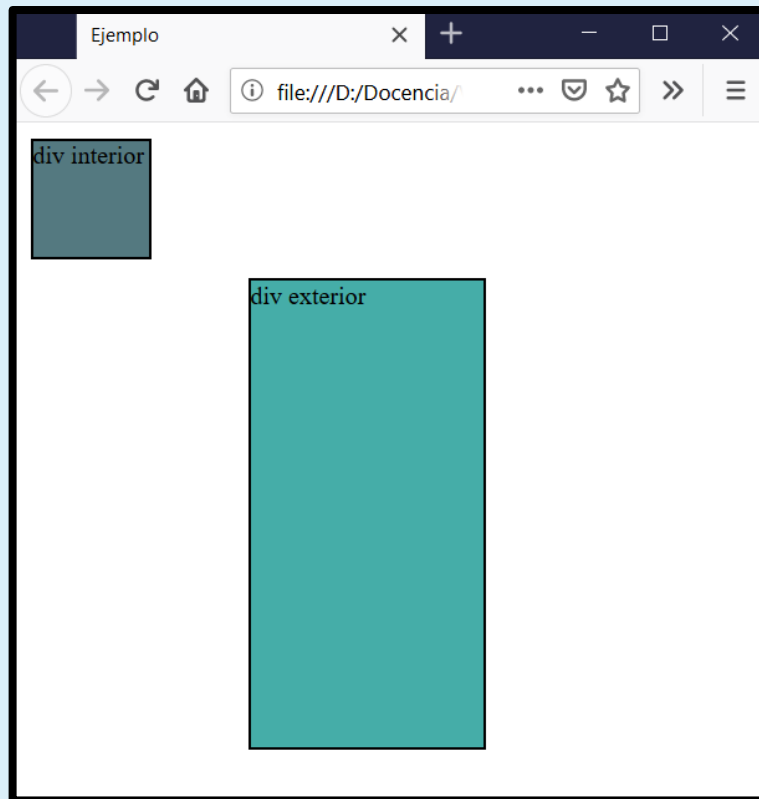 Ejemplo
file:///D:/Docencia/
div interior
div exterior